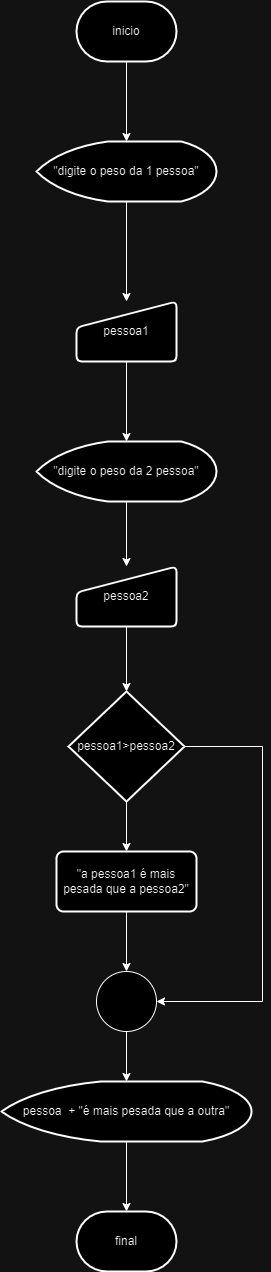 inicio
"digite o peso da 1 pessoa"
pessoa1
"digite o peso da 2 pessoa"
pessoa2
pessoa1>pessoa2
"a pessoa1 é mais
pesada que a pessoa2"
pessoa  + "é mais pesada que a outra"
final